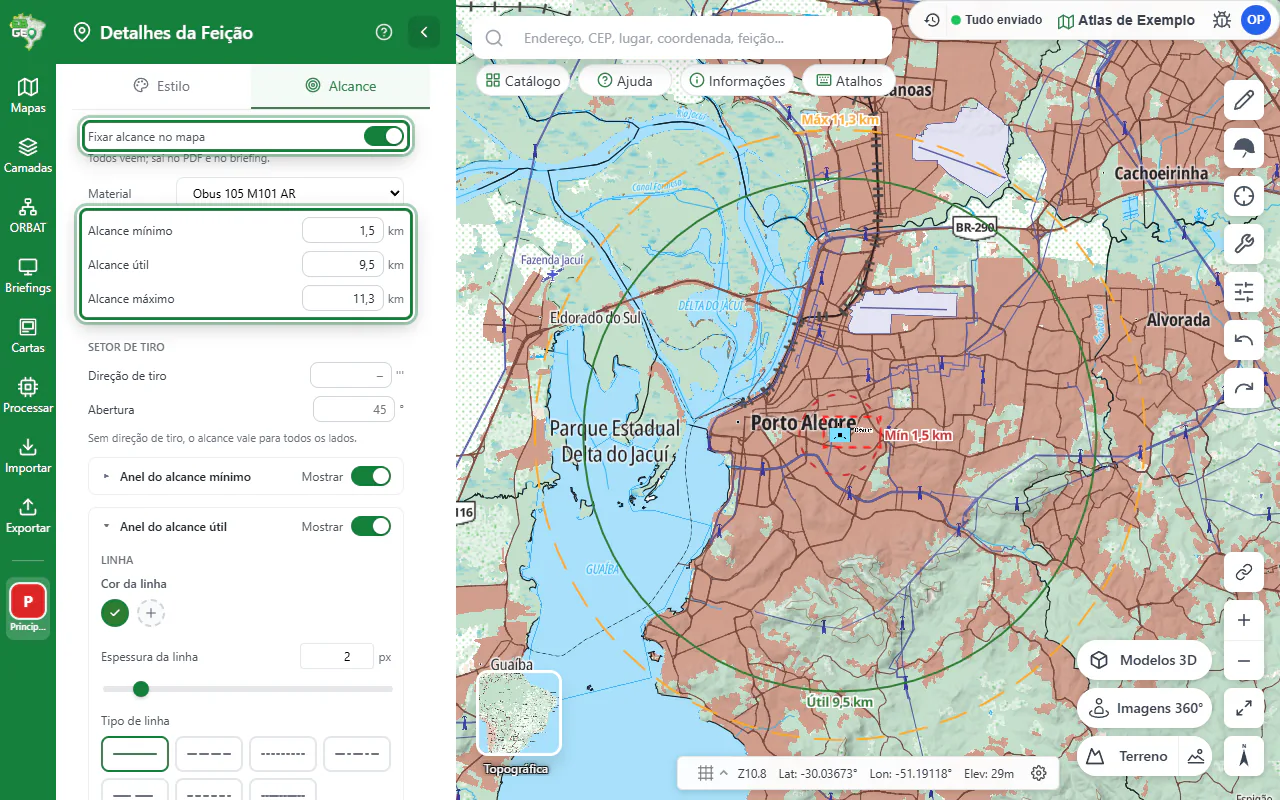 GEO
Detalhes da Feição
Endereço, CEP, lugar, coordenada, feição...
Tudo enviado
Atlas de Exemplo
OP
Catálogo
Ajuda
Informações
Atalhos
Mapas
Camadas
ORBAT
Briefings
Cartas
Processar
Importar
Exportar
P
Princip...
Estilo
Alcance
Fixar alcance no mapa
Todos veem; sai no PDF e no briefing.
Material
Obus 105 M101 AR
Alcance mínimo
1,5
km
Alcance útil
9,5
km
Alcance máximo
11,3
km
SETOR DE TIRO
Direção de tiro
–
'''
Abertura
45
°
Sem direção de tiro, o alcance vale para todos os lados.
Anel do alcance mínimo
Mostrar
Anel do alcance útil
Mostrar
LINHA
Cor da linha
Espessura da linha
2
px
Tipo de linha
anoas
Máx 11,3 km
Canal Formoso
Cachoeirinha
BR-290
Fazenda Jacuí
DELTA DO JACUÍ
Eldorado do Sul
Alvorada
Porto Alegre
Mín 1,5 km
Parque Estadual
Delta do Jacuí
116
GUAÍBA
Guaíba
Útil 9,5 km
Topográfica
Modelos 3D
Imagens 360°
Terreno
N
Z10.8
Lat: -30.03673°
Lon: -51.19118°
Elev: 29m